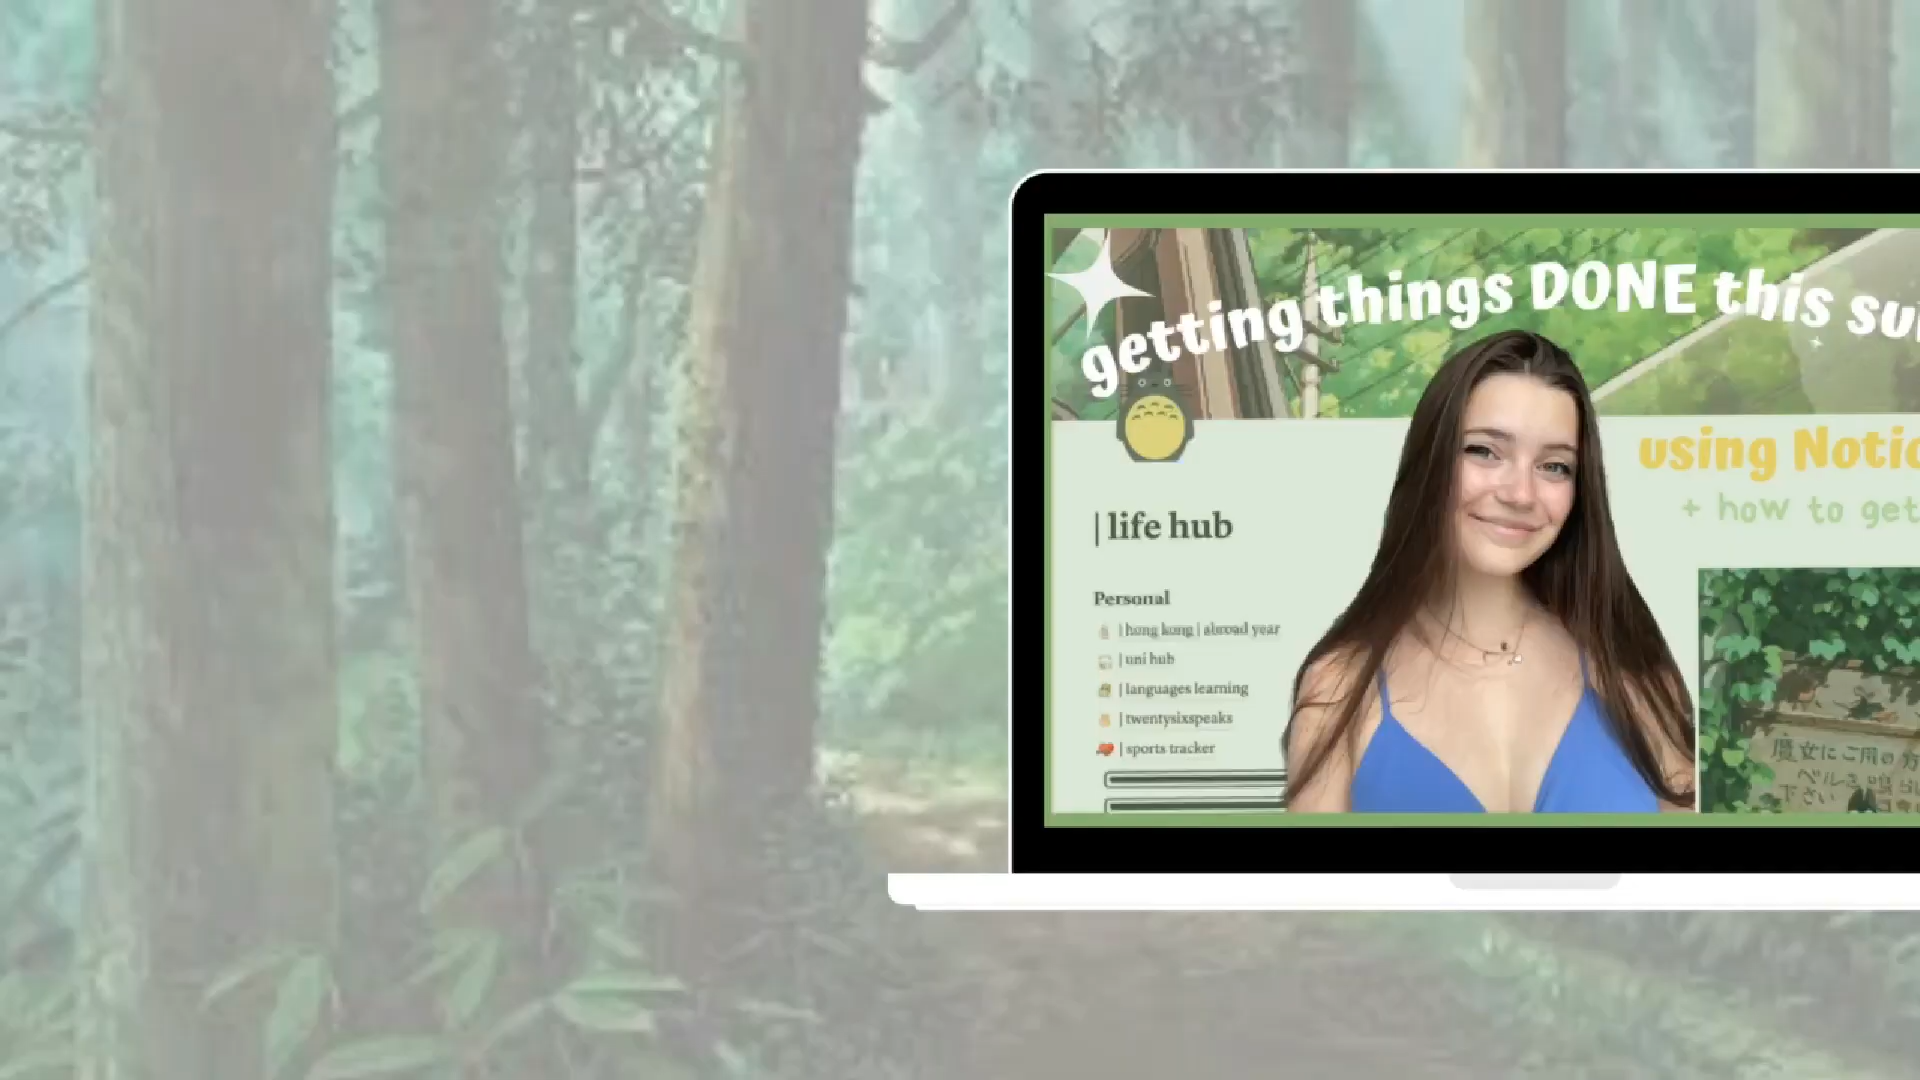 getting things DONE this su
using Notio
+ how to get
| life hub
Personal
| hong kong | abroad year
| uni hub
| languages learning
| twentysixspeaks
| sports tracker
魔女にご用の方
ベルを鳴
下さい